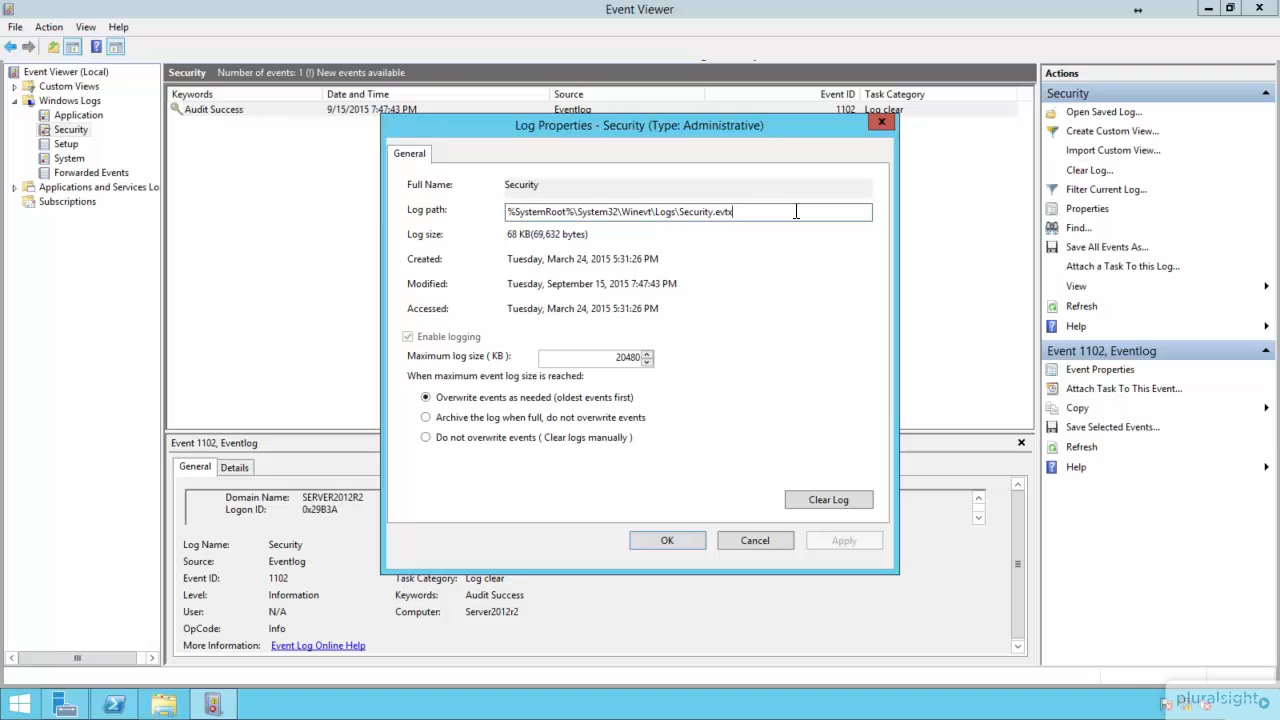 Event Viewer
File Action View Help
Event Viewer (Local)
Custom Views
Windows Logs
Application
Security
Setup
System
Forwarded Events
Applications and Services Lo
Subscriptions
Security Number of events: 1 (!) New events available
Keywords Date and Time Source Event ID Task Category
Audit Success 9/15/2015 7:47:43 PM Eventlog 1102 Log clear
Log Properties - Security (Type: Administrative)
General
Full Name: Security
Log path: %SystemRoot%\System32\Winevt\Logs\Security.evtx
Log size: 68 KB(69,632 bytes)
Created: Tuesday, March 24, 2015 5:31:26 PM
Modified: Tuesday, September 15, 2015 7:47:43 PM
Accessed: Tuesday, March 24, 2015 5:31:26 PM
Enable logging
Maximum log size ( KB ): 20480
When maximum event log size is reached:
Overwrite events as needed (oldest events first)
Archive the log when full, do not overwrite events
Do not overwrite events ( Clear logs manually )
Clear Log
OK Cancel Apply
Event 1102, Eventlog
General Details
Domain Name: SERVER2012R2
Logon ID: 0x29B3A
Log Name: Security
Source: Eventlog
Event ID: 1102 Task Category: Log clear
Level: Information Keywords: Audit Success
User: N/A Computer: Server2012r2
OpCode: Info
More Information: Event Log Online Help
Actions
Security
Open Saved Log...
Create Custom View...
Import Custom View...
Clear Log...
Filter Current Log...
Properties
Find...
Save All Events As...
Attach a Task To this Log...
View
Refresh
Help
Event 1102, Eventlog
Event Properties
Attach Task To This Event...
Copy
Save Selected Events...
Refresh
Help
pluralsight